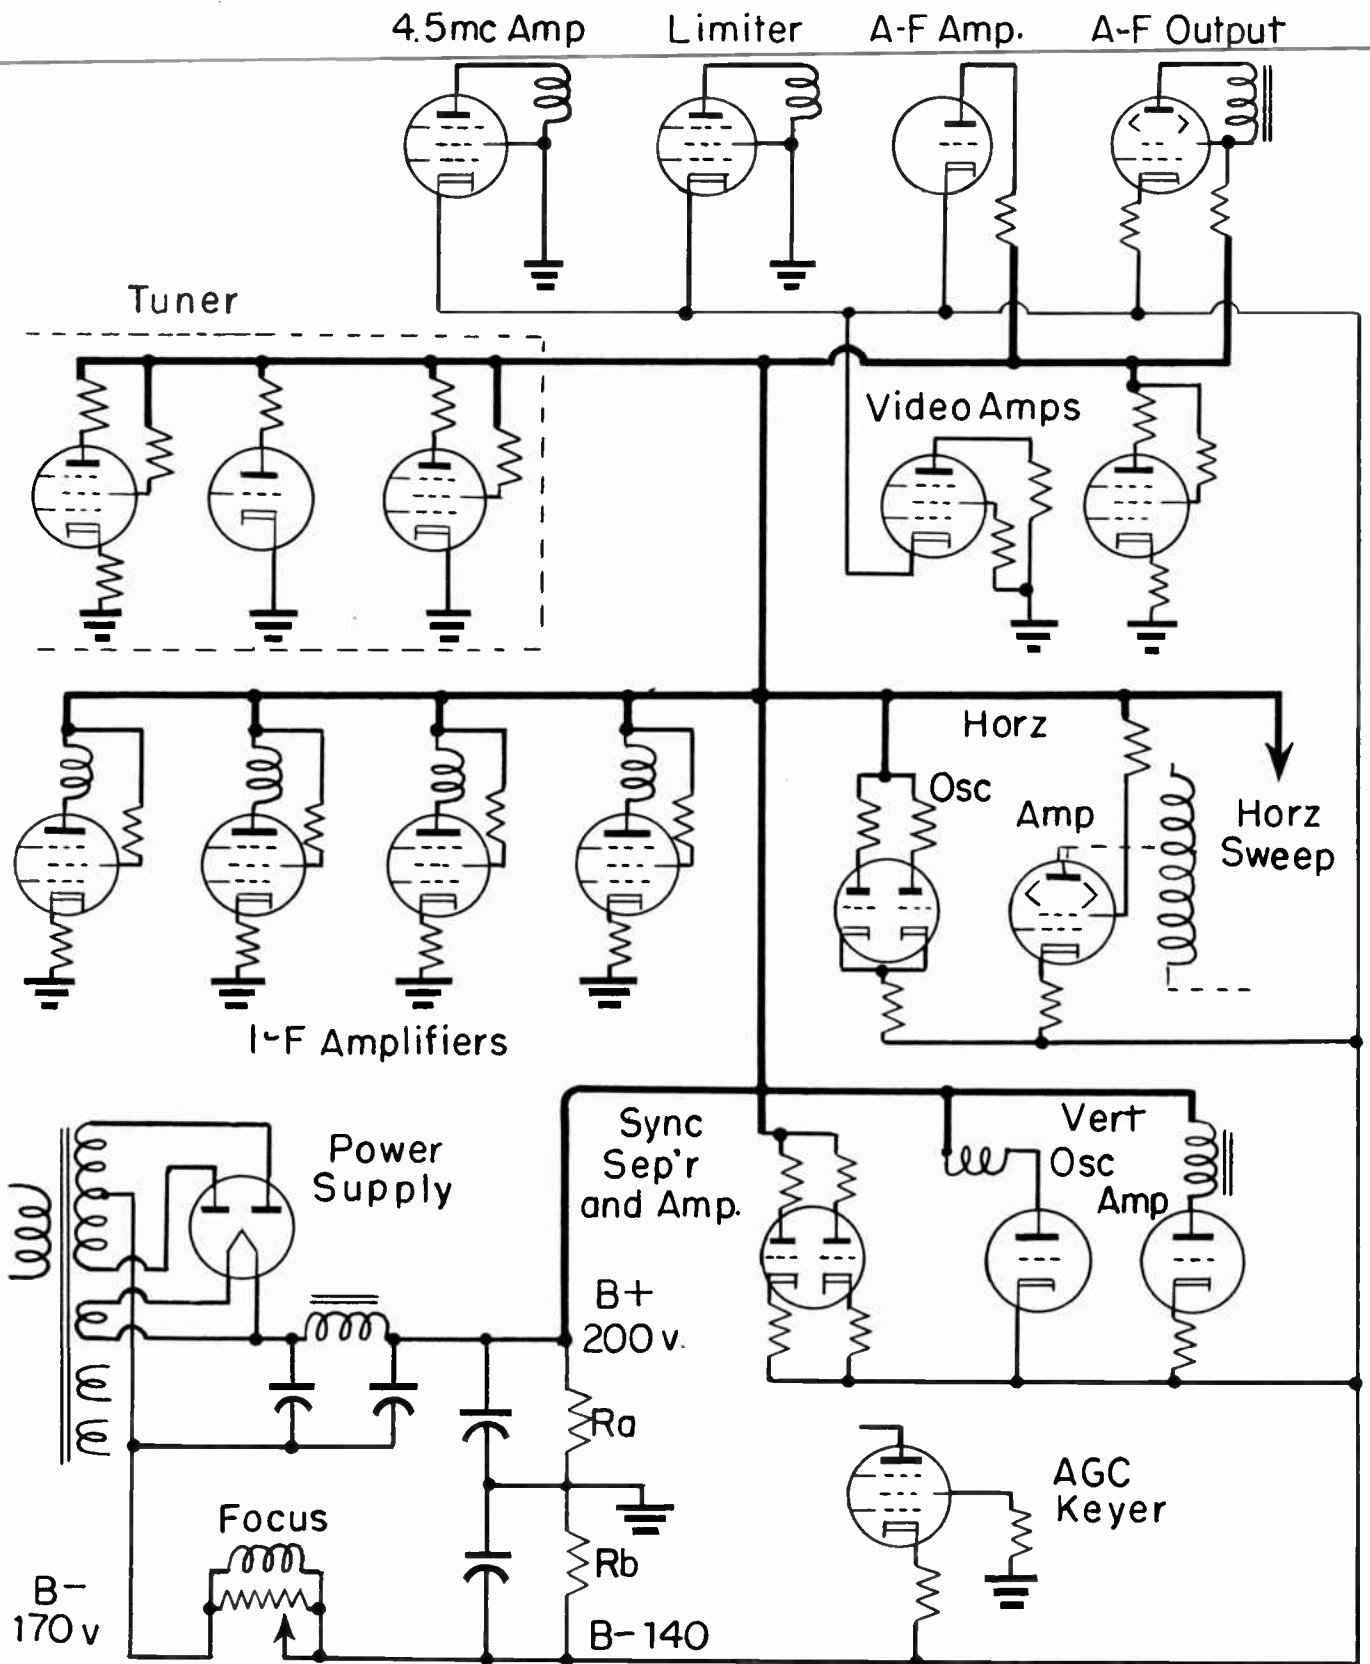 4.5mc Amp
Limiter
A-F Amp.
A-F Output
Tuner
Video Amps
Horz
Osc
Amp
Horz
Sweep
I-F Amplifiers
Power
Supply
Sync
Sep'r
and Amp.
Vert
Osc
Amp
B+
200 v.
Ra
AGC
Keyer
Focus
Rb
B-
170 v
B-140